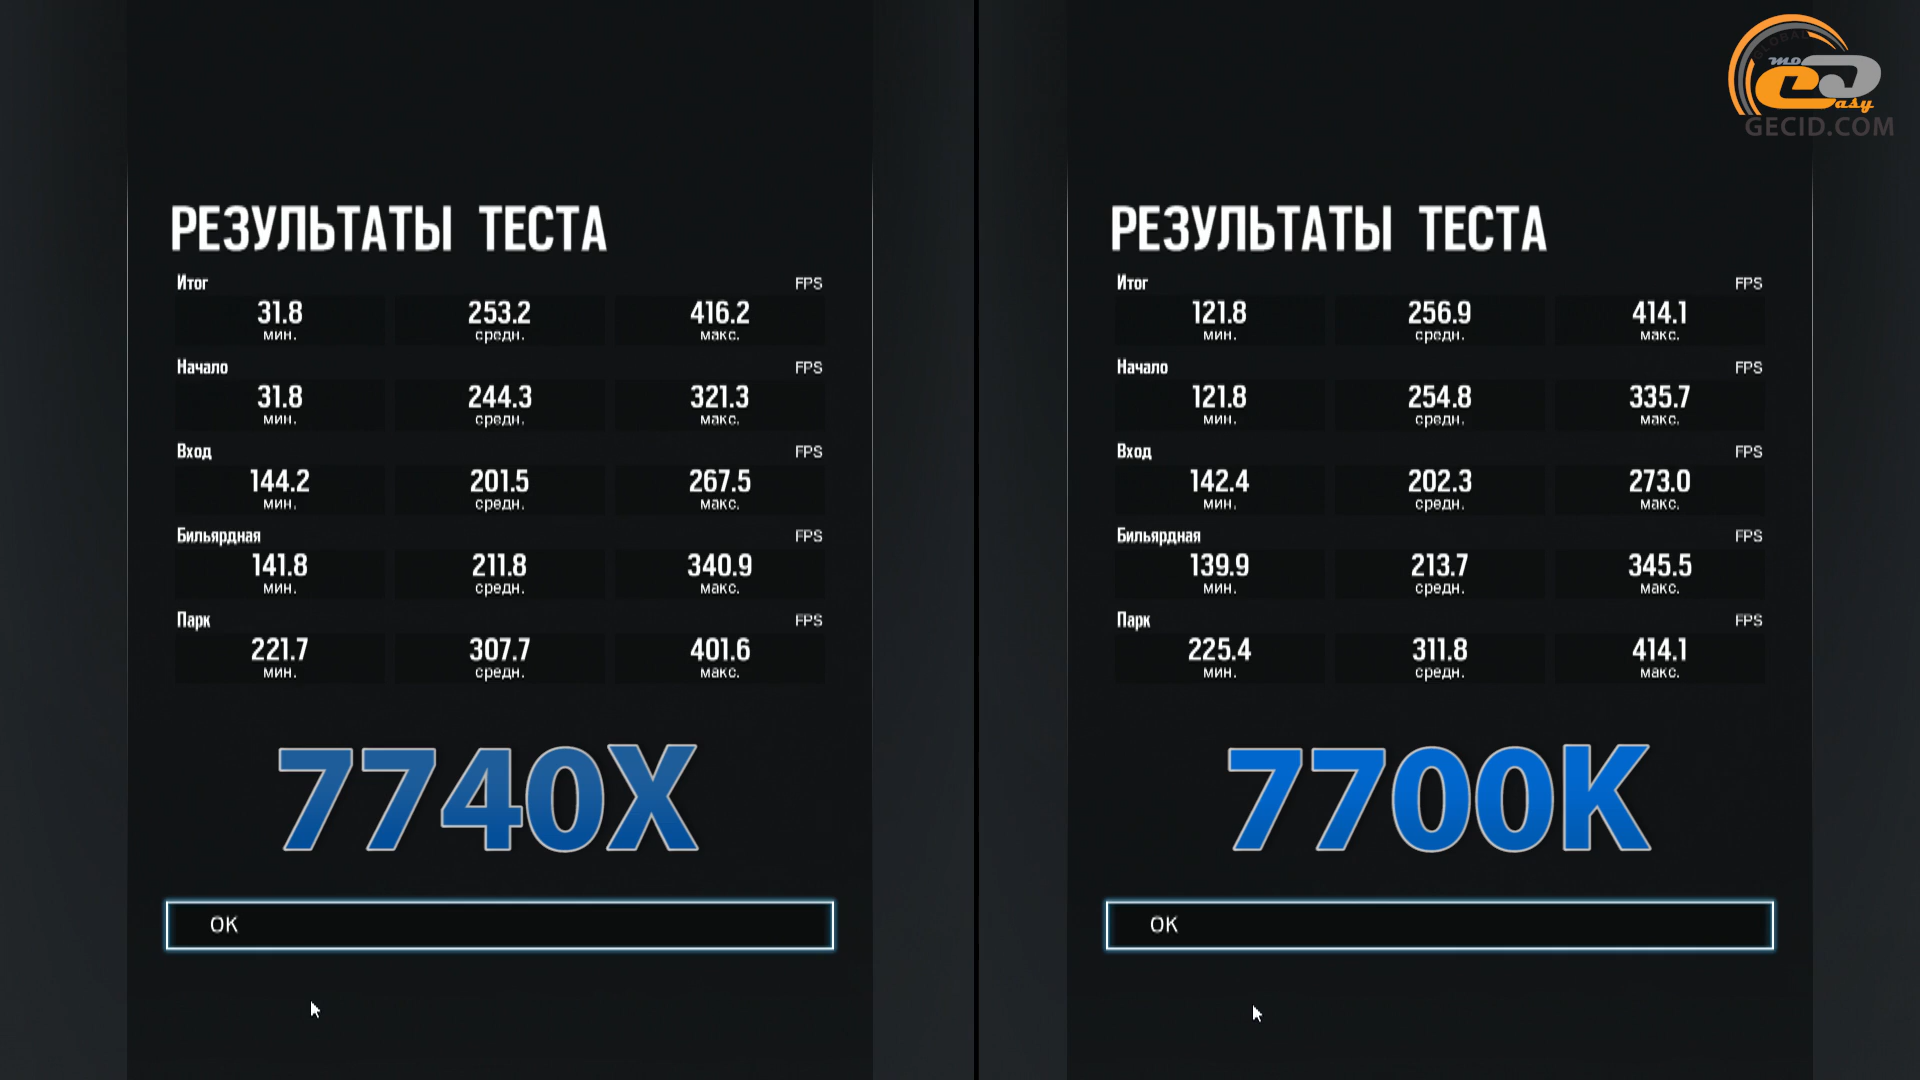 GLOBAL
mo
easy
GECID.COM
РЕЗУЛЬТАТЫ ТЕСТА
Итог FPS
31.8 253.2 416.2
мин. средн. макс.
Начало FPS
31.8 244.3 321.3
мин. средн. макс.
Вход FPS
144.2 201.5 267.5
мин. средн. макс.
Бильярдная FPS
141.8 211.8 340.9
мин. средн. макс.
Парк FPS
221.7 307.7 401.6
мин. средн. макс.
7740X
OK
РЕЗУЛЬТАТЫ ТЕСТА
Итог FPS
121.8 256.9 414.1
мин. средн. макс.
Начало FPS
121.8 254.8 335.7
мин. средн. макс.
Вход FPS
142.4 202.3 273.0
мин. средн. макс.
Бильярдная FPS
139.9 213.7 345.5
мин. средн. макс.
Парк FPS
225.4 311.8 414.1
мин. средн. макс.
7700K
OK